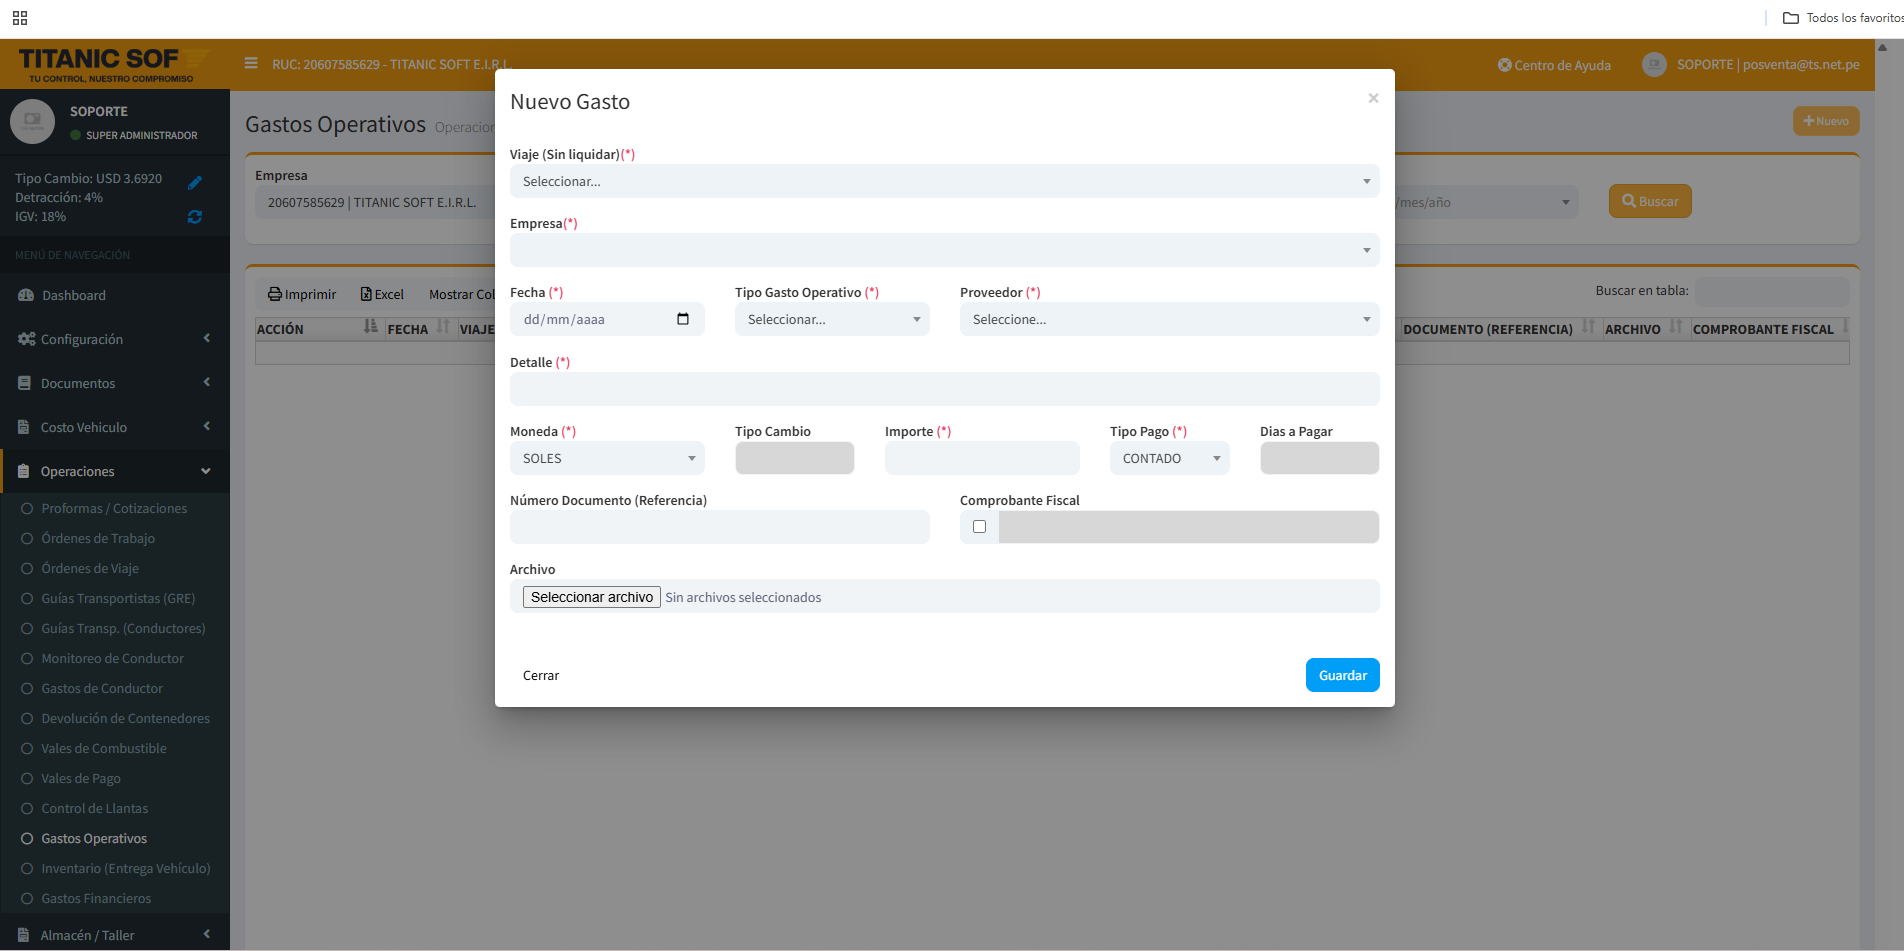 Todos los favoritos
TITANIC SOF
TU CONTROL, NUESTRO COMPROMISO
RUC: 20607585629 - TITANIC SOFT E.I.R.L.
Centro de Ayuda
SOPORTE | posventa@ts.net.pe
SOPORTE
SUPER ADMINISTRADOR
Tipo Cambio: USD 3.6920
Detracción: 4%
IGV: 18%
MENÚ DE NAVEGACIÓN
Dashboard
Configuración
Documentos
Costo Vehiculo
Operaciones
Proformas / Cotizaciones
Órdenes de Trabajo
Órdenes de Viaje
Guías Transportistas (GRE)
Guías Transp. (Conductores)
Monitoreo de Conductor
Gastos de Conductor
Devolución de Contenedores
Vales de Combustible
Vales de Pago
Control de Llantas
Gastos Operativos
Inventario (Entrega Vehículo)
Gastos Financieros
Almacén / Taller
Gastos Operativos Operacion
Nuevo
Empresa
20607585629 | TITANIC SOFT E.I.R.L.
/mes/año
Buscar
Imprimir Excel Mostrar Col
Buscar en tabla:
ACCIÓN FECHA VIAJE DOCUMENTO (REFERENCIA) ARCHIVO COMPROBANTE FISCAL
Nuevo Gasto
×
Viaje (Sin liquidar)(*)
Seleccionar...
Empresa(*)
Fecha (*) Tipo Gasto Operativo (*) Proveedor (*)
dd/mm/aaaa Seleccionar... Seleccione...
Detalle (*)
Moneda (*) Tipo Cambio Importe (*) Tipo Pago (*) Dias a Pagar
SOLES CONTADO
Número Documento (Referencia) Comprobante Fiscal
Archivo
Seleccionar archivo Sin archivos seleccionados
Cerrar Guardar